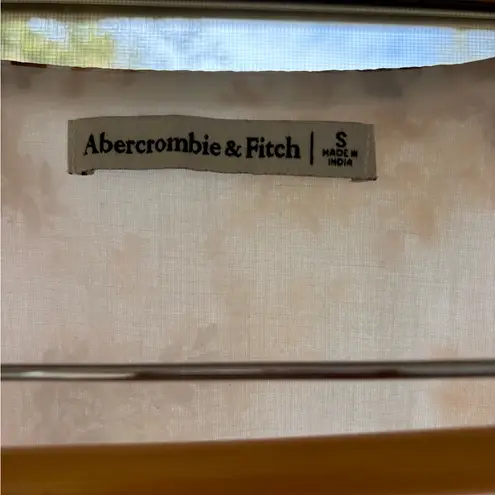 Abercrombie & Fitch | S
MADE IN
INDIA